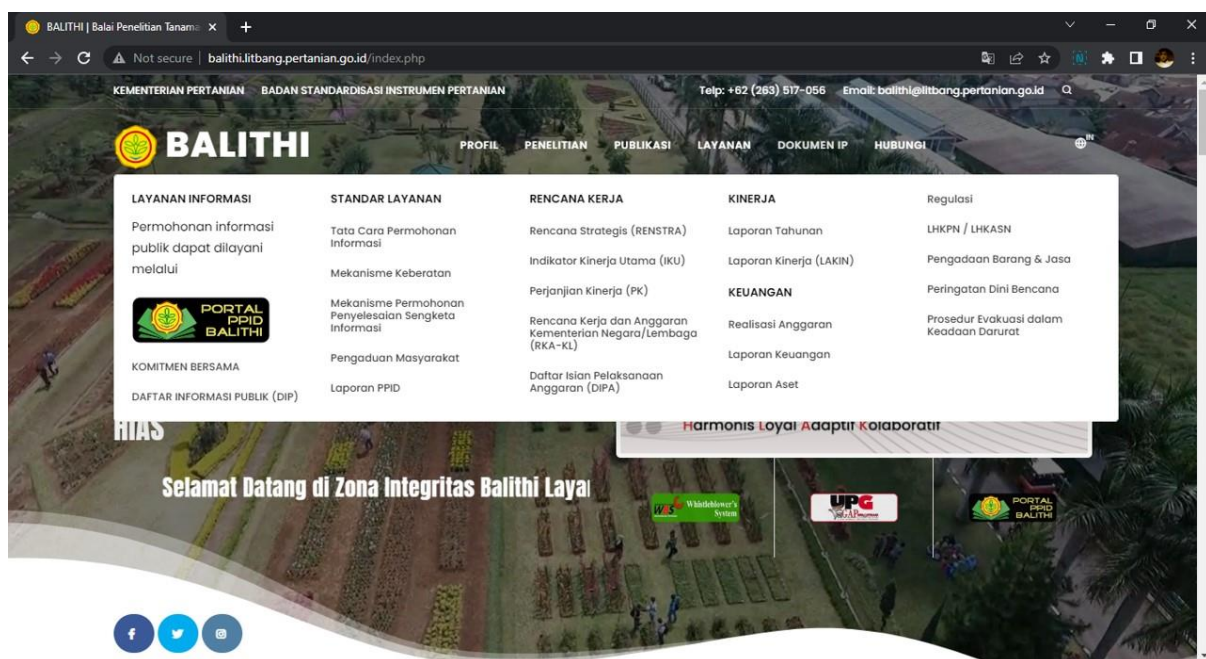 BALITHI | Balai Penelitian Tanama
Not secure | balithi.litbang.pertanian.go.id/index.php
KEMENTERIAN PERTANIAN BADAN STANDARDISASI INSTRUMEN PERTANIAN
Telp: +62 (263) 517-056 Email: balithi@litbang.pertanian.go.id
BALITHI
PROFIL PENELITIAN PUBLIKASI LAYANAN DOKUMEN IP HUBUNGI
IN
LAYANAN INFORMASI
Permohonan informasi
publik dapat dilayani
melalui
PORTAL
PPID
BALITHI
KOMITMEN BERSAMA
DAFTAR INFORMASI PUBLIK (DIP)
STANDAR LAYANAN
Tata Cara Permohonan
Informasi
Mekanisme Keberatan
Mekanisme Permohonan
Penyelesaian Sengketa
Informasi
Pengaduan Masyarakat
Laporan PPID
RENCANA KERJA
Rencana Strategis (RENSTRA)
Indikator Kinerja Utama (IKU)
Perjanjian Kinerja (PK)
Rencana Kerja dan Anggaran
Kementerian Negara/Lembaga
(RKA-KL)
Daftar Isian Pelaksanaan
Anggaran (DIPA)
KINERJA
Laporan Tahunan
Laporan Kinerja (LAKIN)
KEUANGAN
Realisasi Anggaran
Laporan Keuangan
Laporan Aset
Regulasi
LHKPN / LHKASN
Pengadaan Barang & Jasa
Peringatan Dini Bencana
Prosedur Evakuasi dalam
Keadaan Darurat
HIAS
Harmonis Loyal Adaptif Kolaboratif
Selamat Datang di Zona Integritas Balithi Laya
WBS Whistleblower's
System
UPG
PORTAL
PPID
BALITHI